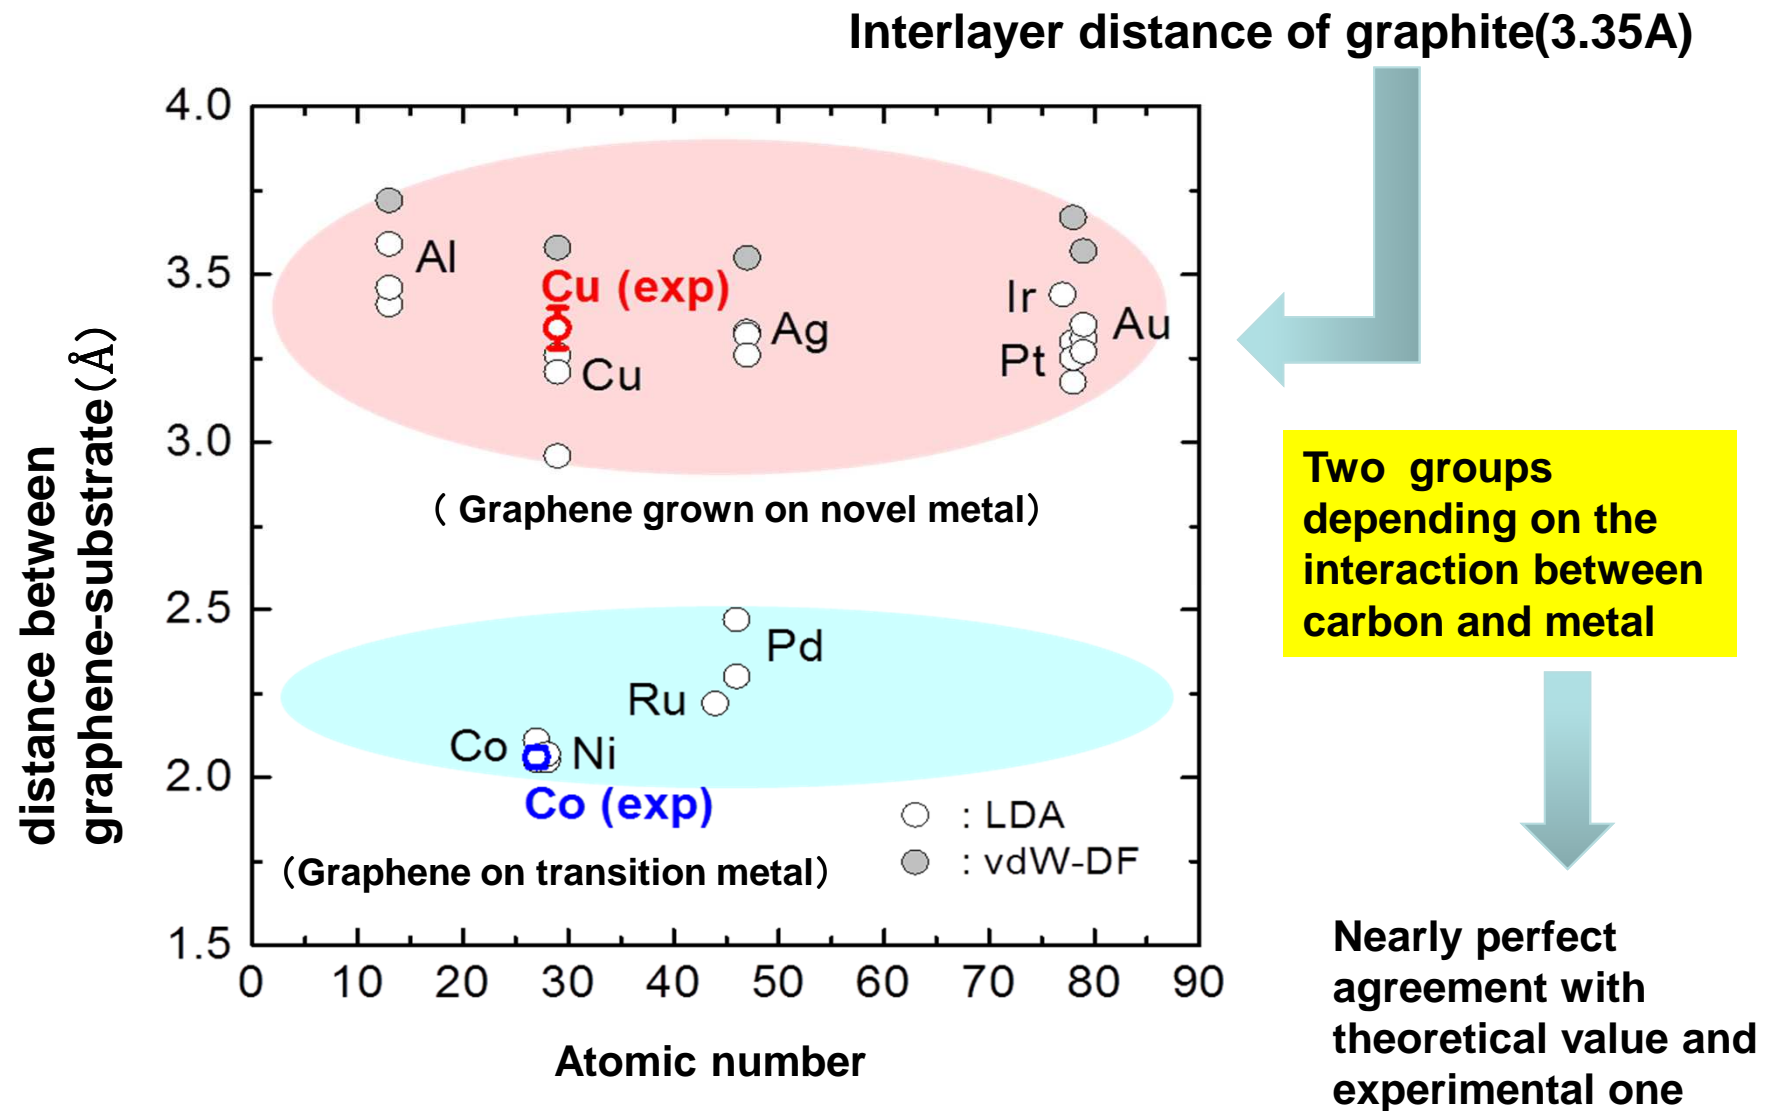 Interlayer distance of graphite(3.35A)
4.0
3.5
3.0
2.5
2.0
1.5
0 10 20 30 40 50 60 70 80 90
distance between
graphene-substrate(Å)
Atomic number
Al
Cu (exp)
Cu
Ag
Ir
Au
Pt
( Graphene grown on novel metal)
Pd
Ru
Co
Ni
Co (exp)
: LDA
: vdW-DF
(Graphene on transition metal)
Two groups
depending on the
interaction between
carbon and metal
Nearly perfect
agreement with
theoretical value and
experimental one